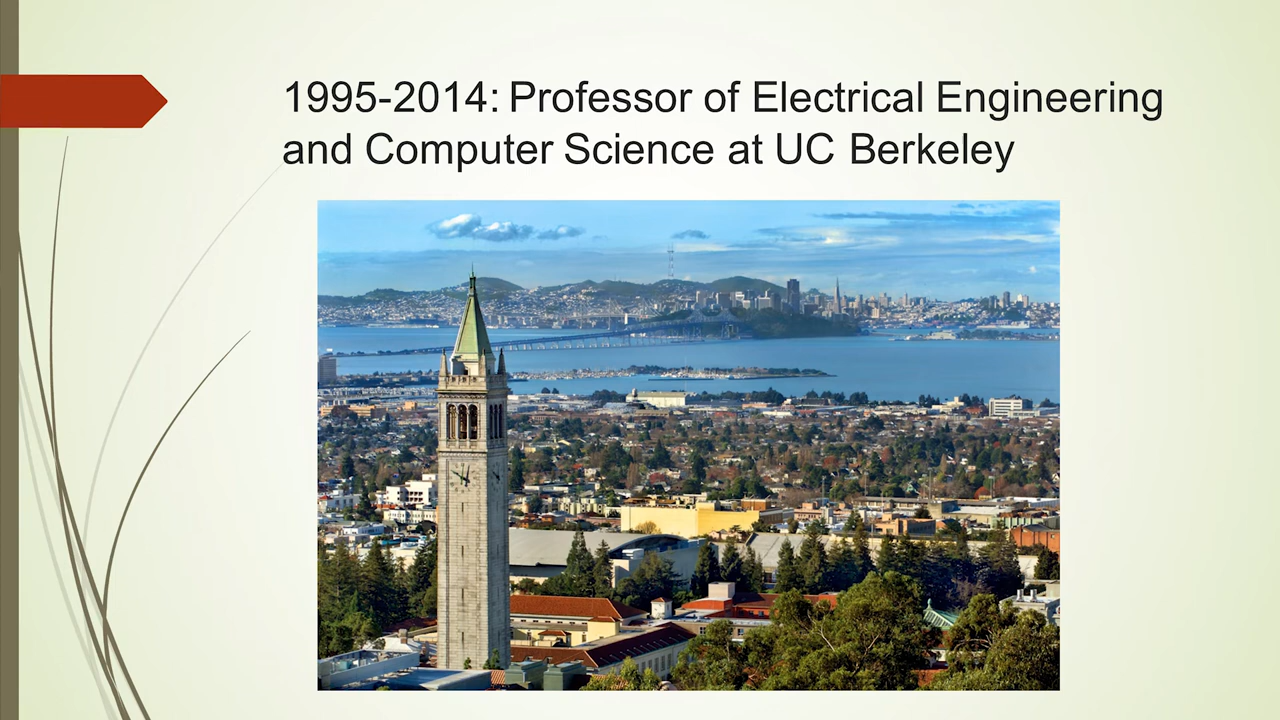 1995-2014: Professor of Electrical Engineering
and Computer Science at UC Berkeley